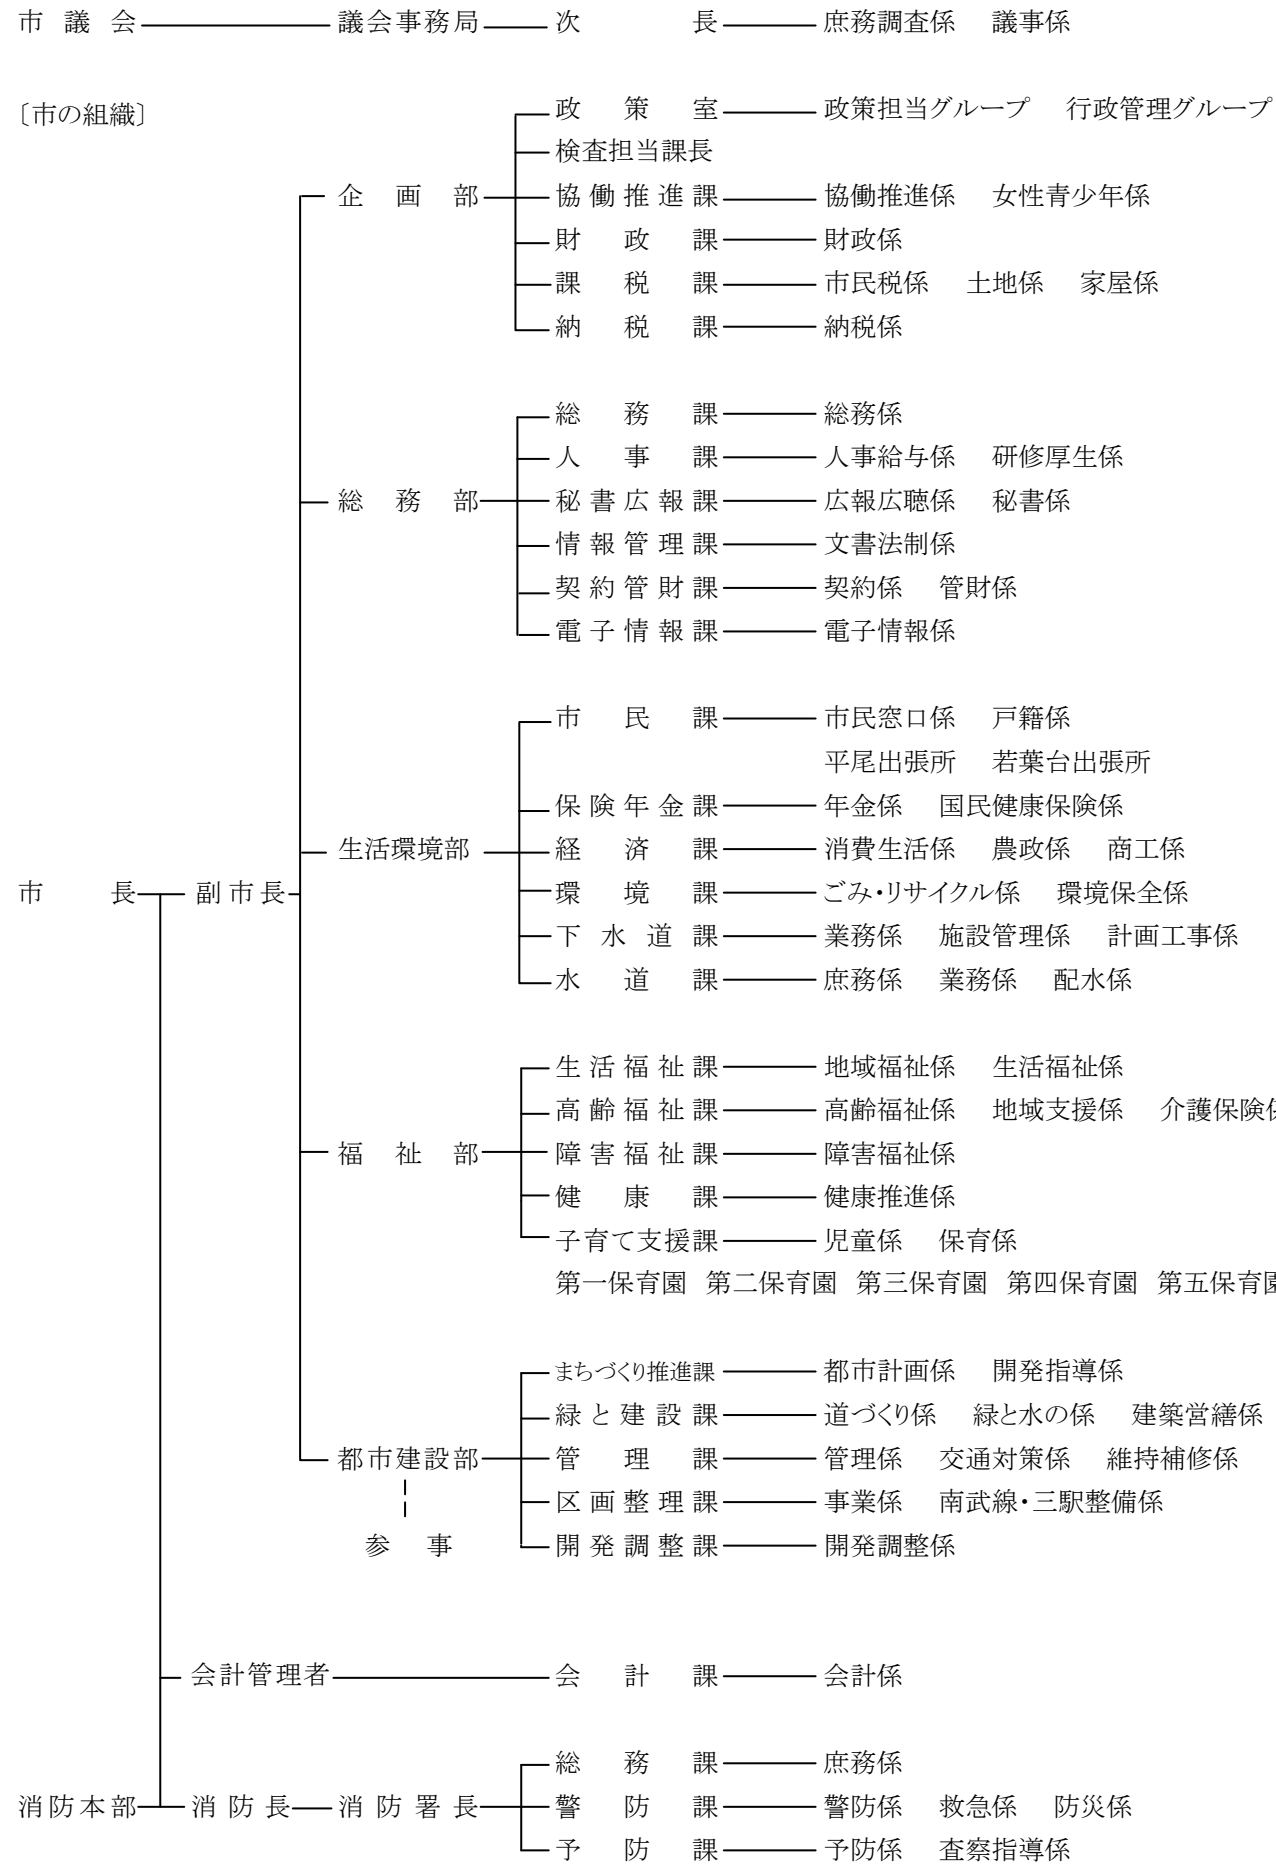 市議会 議会事務局 次長 庶務調査係 議事係
〔市の組織〕
政策室 政策担当グループ 行政管理グループ
検査担当課長
企画部 協働推進課 協働推進係 女性青少年係
財政課 財政係
課税課 市民税係 土地係 家屋係
納税課 納税係
総務課 総務係
人事課 人事給与係 研修厚生係
総務部 秘書広報課 広報広聴係 秘書係
情報管理課 文書法制係
契約管財課 契約係 管財係
電子情報課 電子情報係
市民課 市民窓口係 戸籍係
平尾出張所 若葉台出張所
保険年金課 年金係 国民健康保険係
生活環境部 経済課 消費生活係 農政係 商工係
市長 副市長 環境課 ごみ・リサイクル係 環境保全係
下水道課 業務係 施設管理係 計画工事係
水道課 庶務係 業務係 配水係
生活福祉課 地域福祉係 生活福祉係
高齢福祉課 高齢福祉係 地域支援係 介護保険係
福祉部 障害福祉課 障害福祉係
健康課 健康推進係
子育て支援課 児童係 保育係
第一保育園 第二保育園 第三保育園 第四保育園 第五保育園
まちづくり推進課 都市計画係 開発指導係
緑と建設課 道づくり係 緑と水の係 建築営繕係
都市建設部 管理課 管理係 交通対策係 維持補修係
区画整理課 事業係 南武線・三駅整備係
参事 開発調整課 開発調整係
会計管理者 会計課 会計係
総務課 庶務係
消防本部 消防長 消防署長 警防課 警防係 救急係 防災係
予防課 予防係 査察指導係